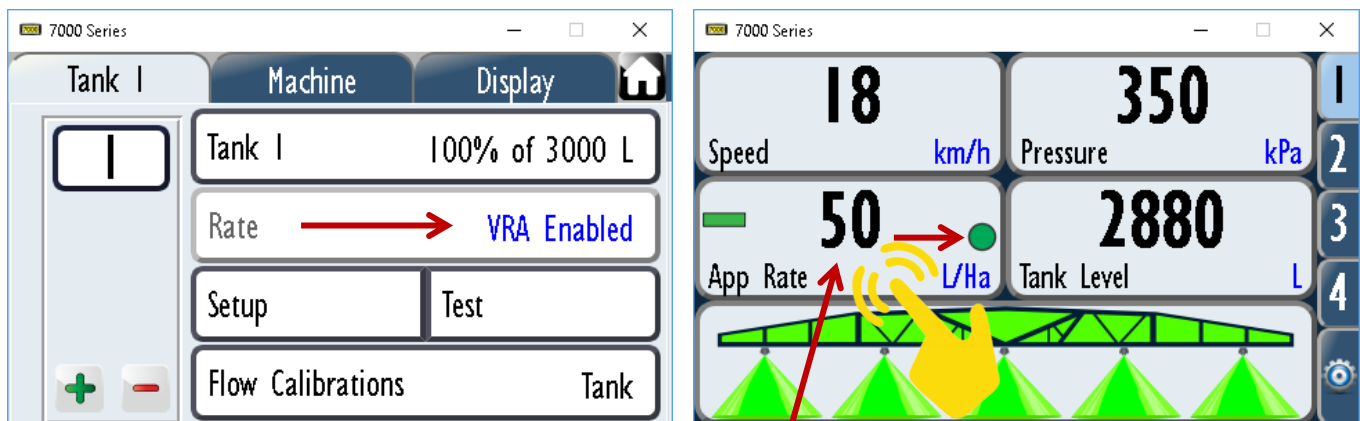 7000 Series
Tank 1
Machine
Display
1
Tank 1 100% of 3000 L
Rate VRA Enabled
Setup Test
Flow Calibrations Tank
7000 Series
18
Speed km/h
350
Pressure kPa
50
App Rate L/Ha
2880
Tank Level L
1
2
3
4